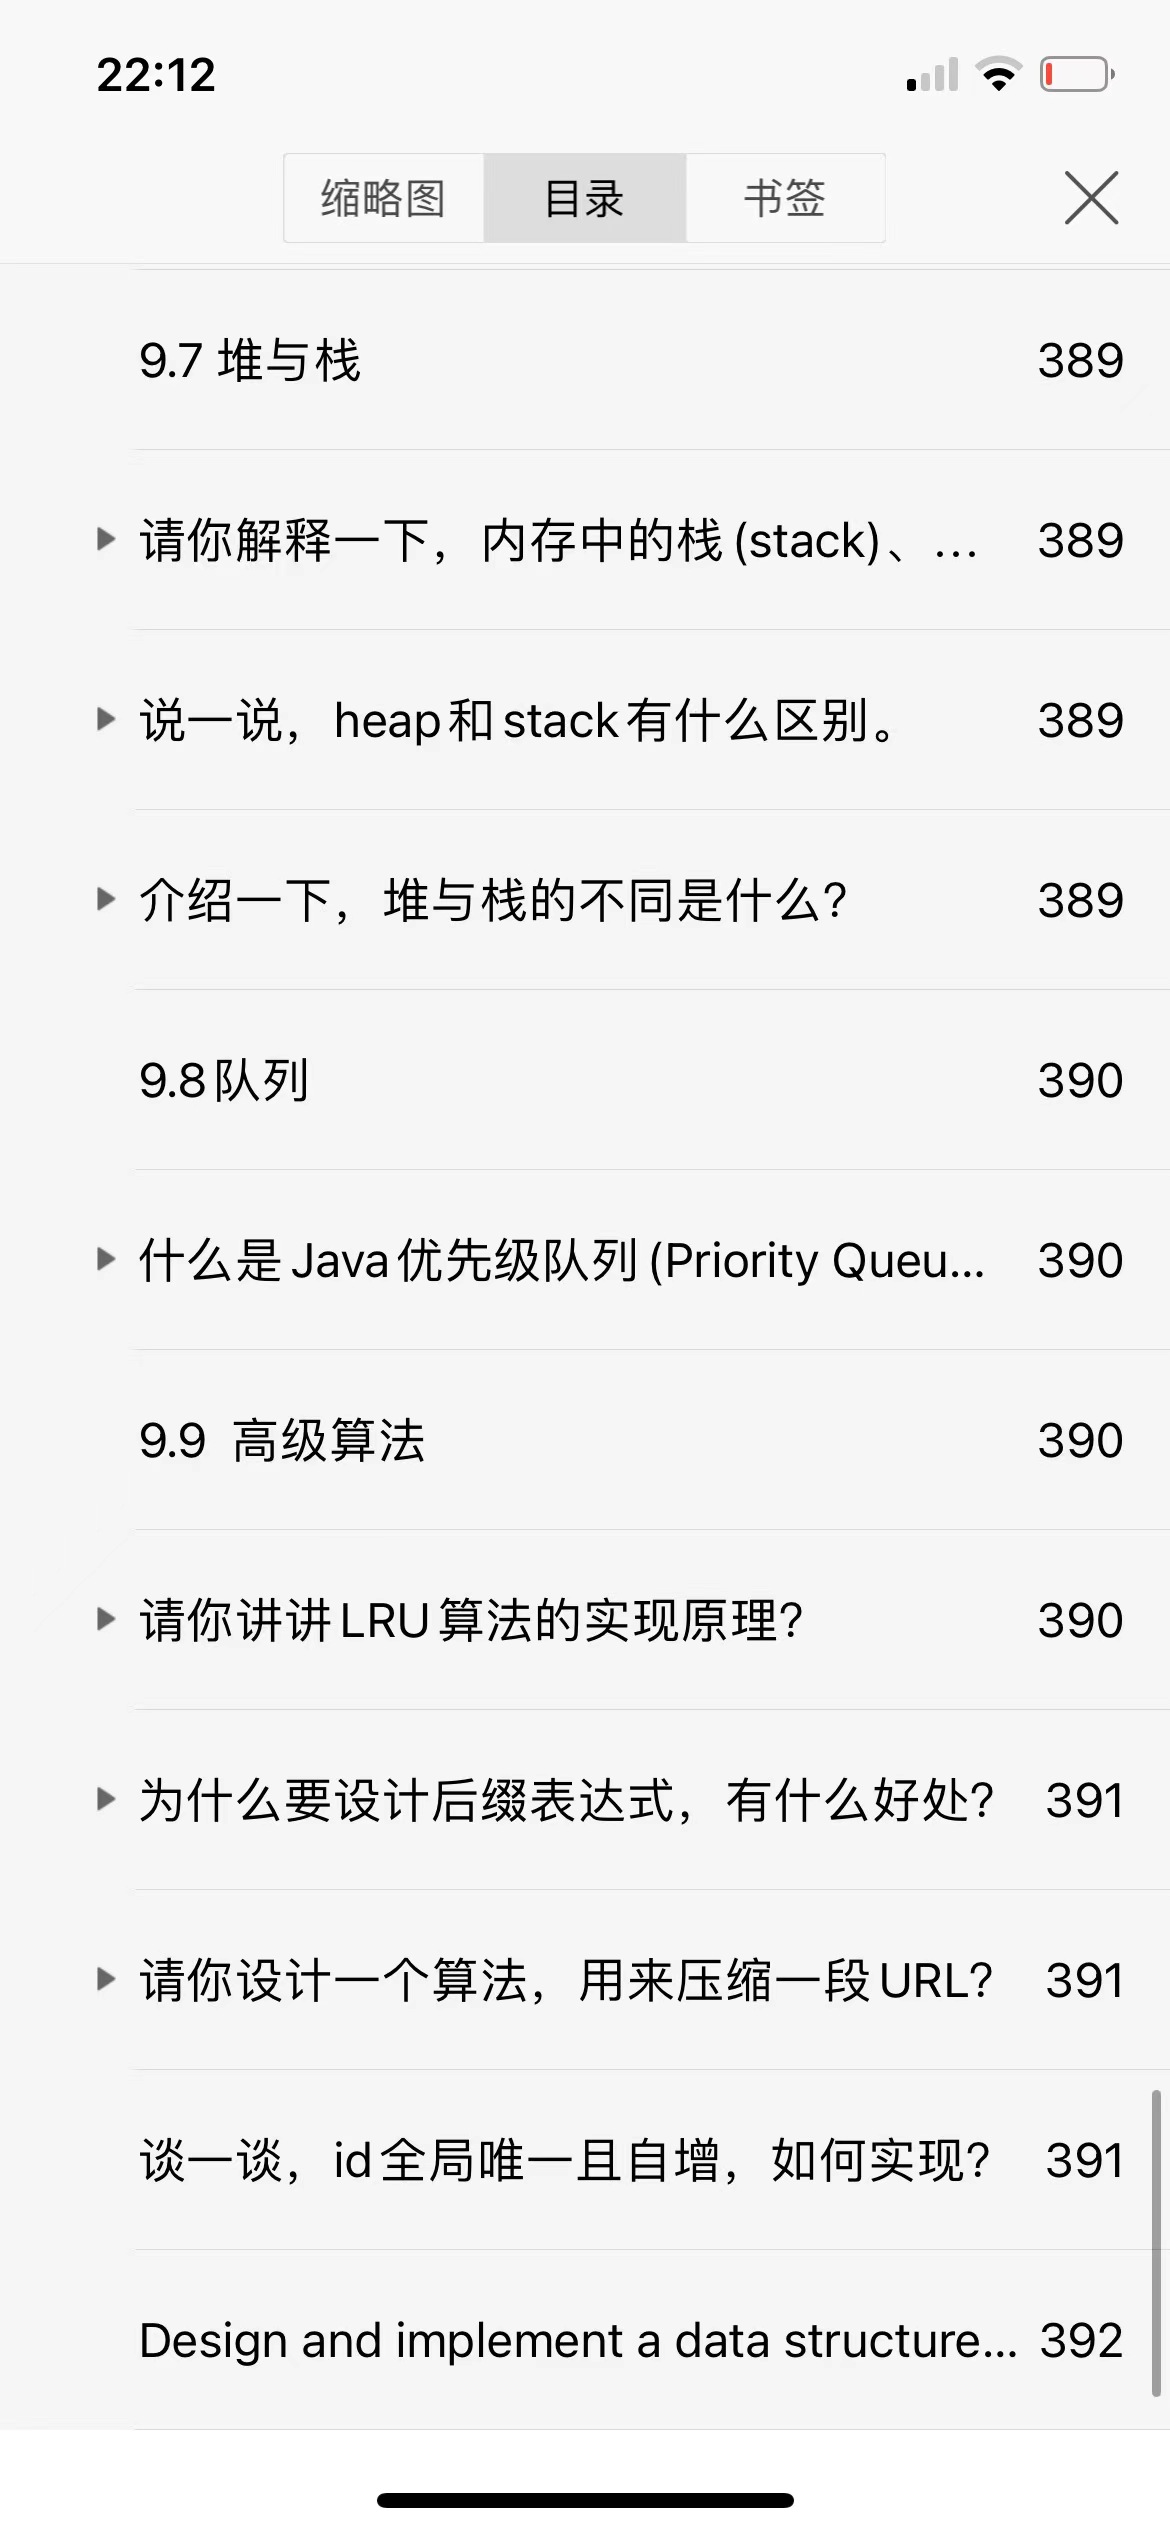 22:12
缩略图 目录 书签
9.7 堆与栈 389
请你解释一下，内存中的栈(stack)、... 389
说一说，heap和stack有什么区别。 389
介绍一下，堆与栈的不同是什么? 389
9.8队列 390
什么是Java优先级队列(Priority Queu... 390
9.9 高级算法 390
请你讲讲LRU算法的实现原理? 390
为什么要设计后缀表达式，有什么好处? 391
请你设计一个算法，用来压缩一段URL? 391
谈一谈，id全局唯一且自增，如何实现? 391
Design and implement a data structure... 392